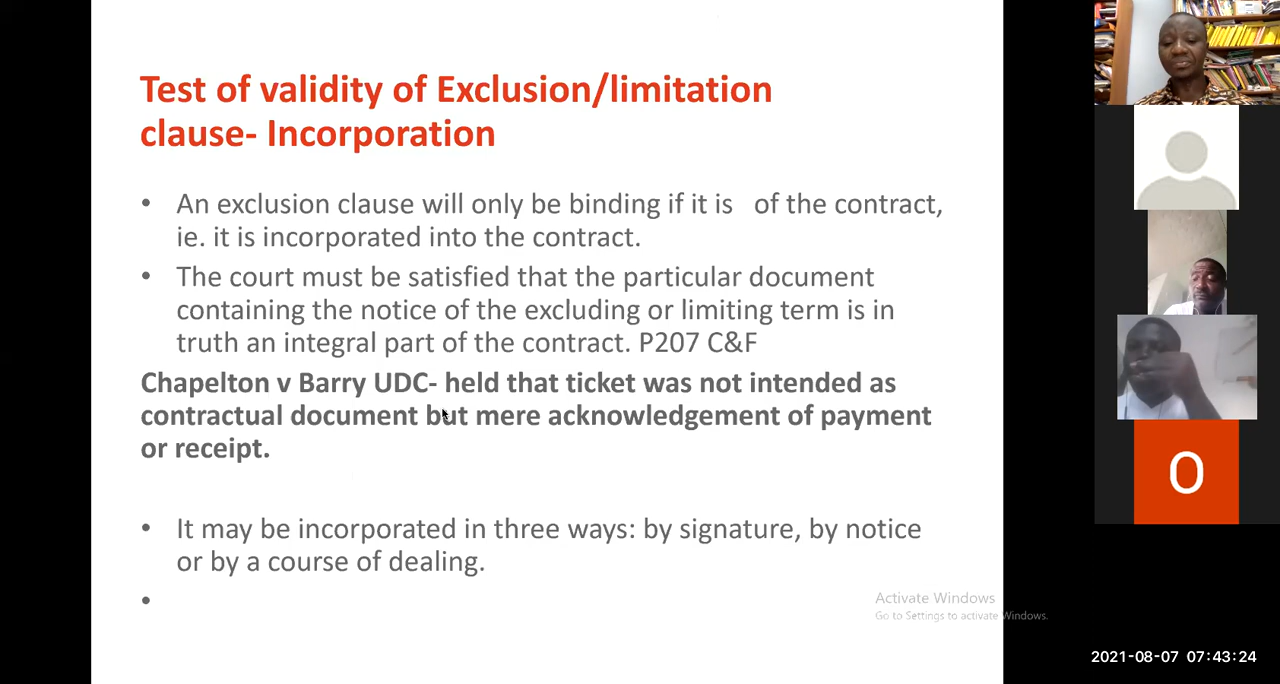 Test of validity of Exclusion/limitation
clause- Incorporation
• An exclusion clause will only be binding if it is of the contract,
ie. it is incorporated into the contract.
• The court must be satisfied that the particular document
containing the notice of the excluding or limiting term is in
truth an integral part of the contract. P207 C&F
Chapelton v Barry UDC- held that ticket was not intended as
contractual document but mere acknowledgement of payment
or receipt.
• It may be incorporated in three ways: by signature, by notice
or by a course of dealing.
•
Activate Windows
Go to Settings to activate Windows.
O
2021-08-07 07:43:24